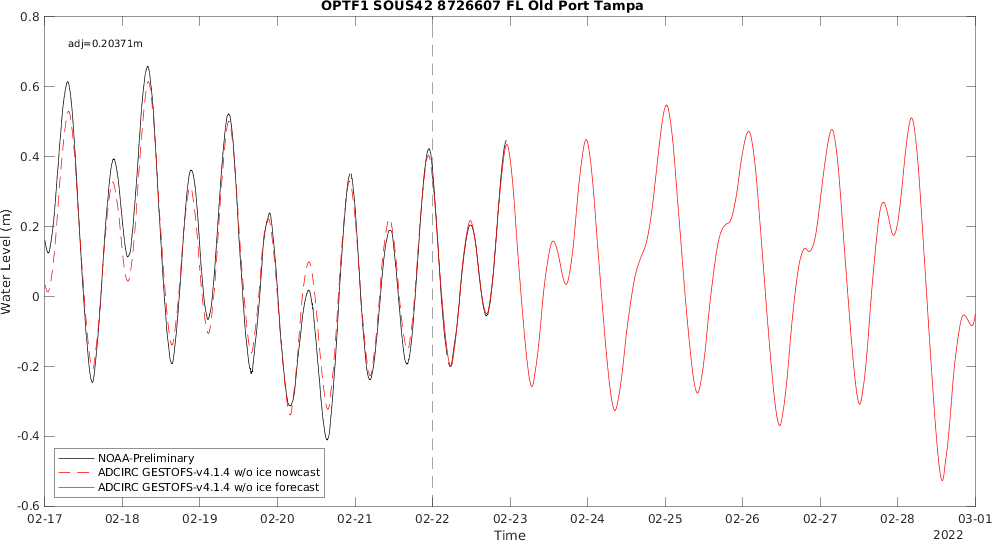 OPTF1 SOUS42 8726607 FL Old Port Tampa
0.8
adj=0.20371m
0.6
0.4
0.2
0
-0.2
-0.4
-0.6
Water Level (m)
NOAA-Preliminary
ADCIRC GESTOFS-v4.1.4 w/o ice nowcast
ADCIRC GESTOFS-v4.1.4 w/o ice forecast
02-17 02-18 02-19 02-20 02-21 02-22 02-23 02-24 02-25 02-26 02-27 02-28 03-01
Time
2022